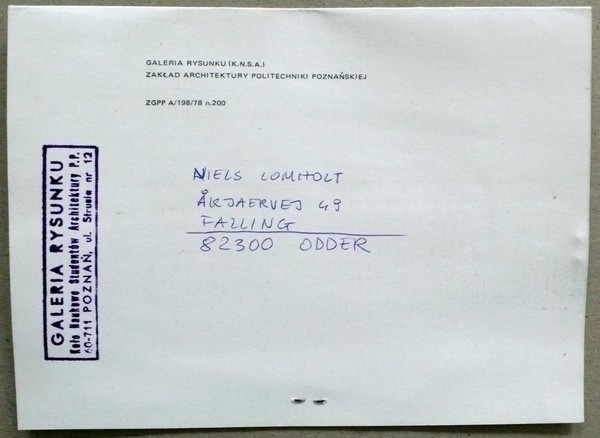 GALERIA RYSUNKU (K.N.S.A.)
ZAKŁAD ARCHITEKTURY POLITECHNIKI POZNAŃSKIEJ
ZGPP A/198/78 n.200
NIELS LOMHOLT
ÅKJAERVEJ 49
FALLING
82300 ODDER
GALERIA RYSUNKU
Koło Naukowe Studentów Architektury P.P.
60-711 POZNAŃ, ul. Strusia nr 12